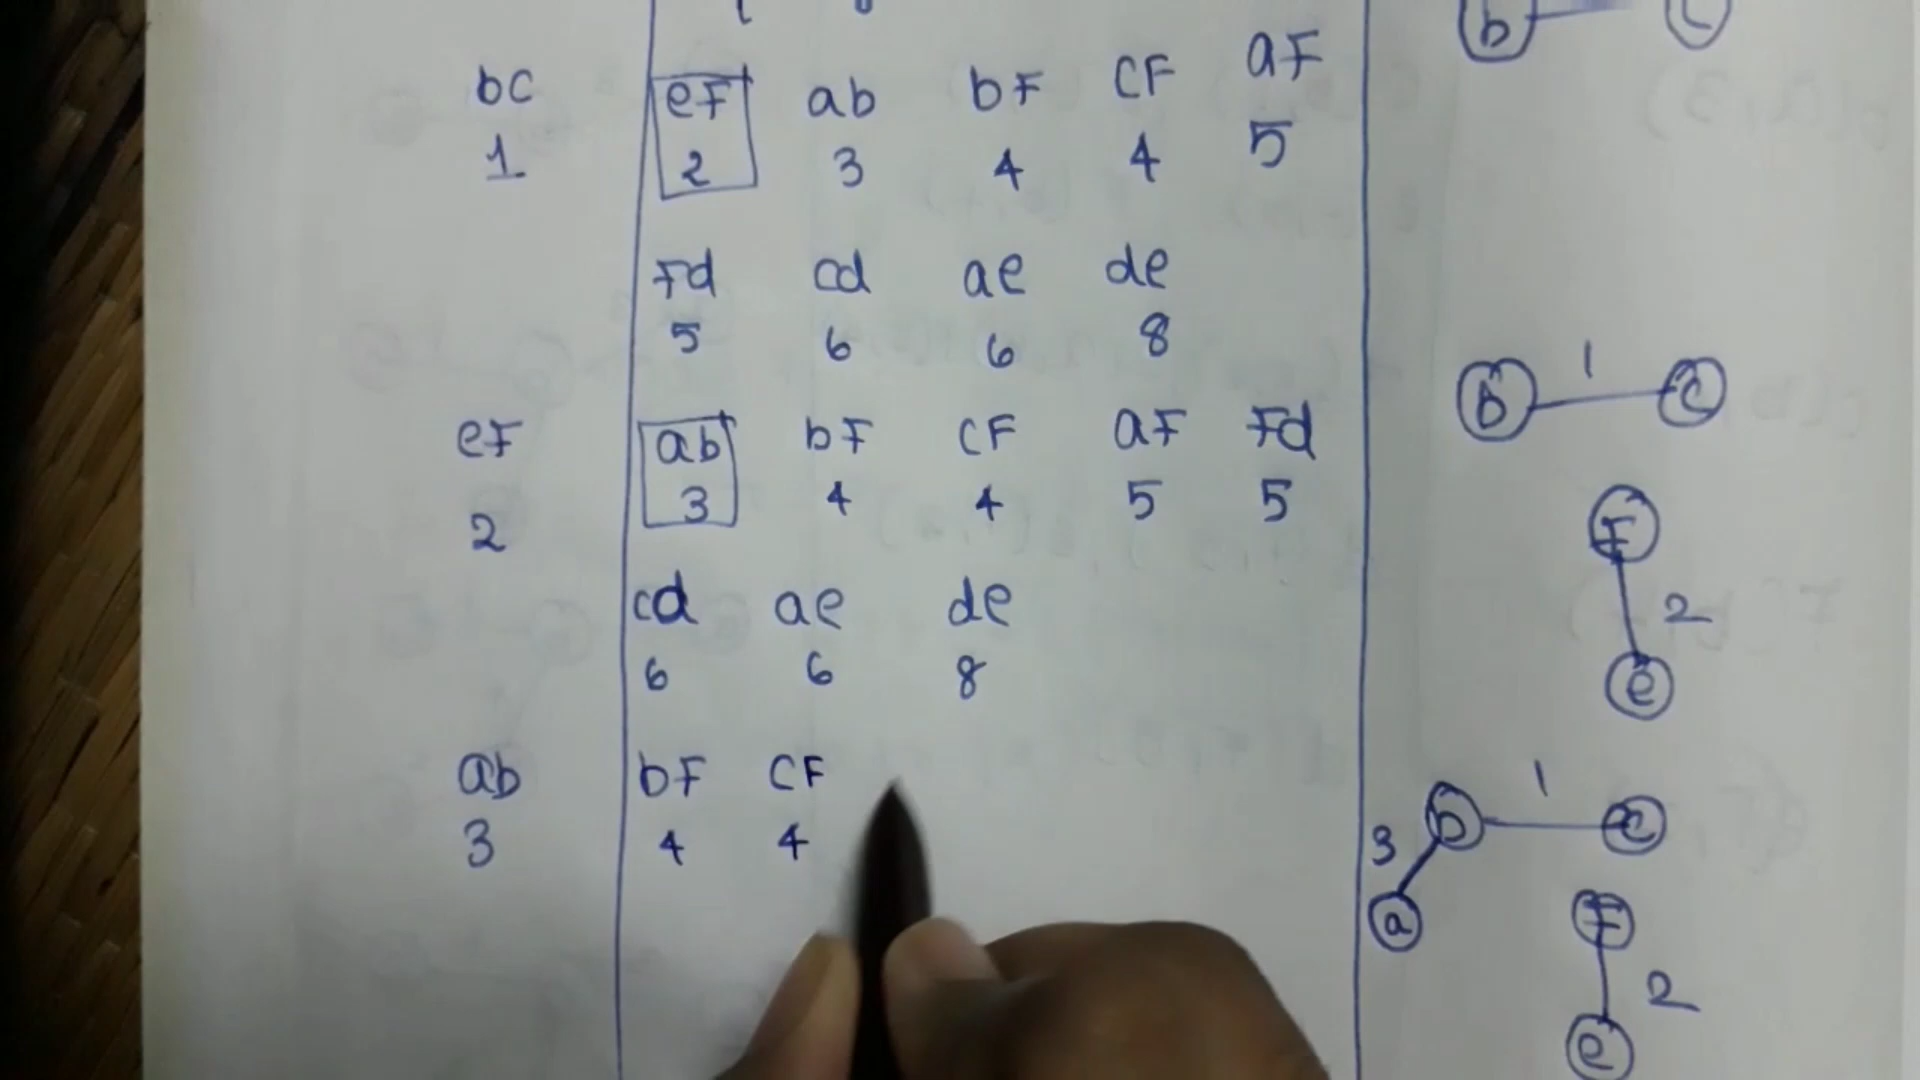 b c
bc eF ab bF CF aF
1 2 3 4 4 5
Fd cd ae de
5 6 6 8
b 1 c
eF ab bF CF aF Fd
2 3 4 4 5 5
F
2
e
cd ae de
6 6 8
ab bF CF
3 4 4
b 1 c
3
a
F
2
e